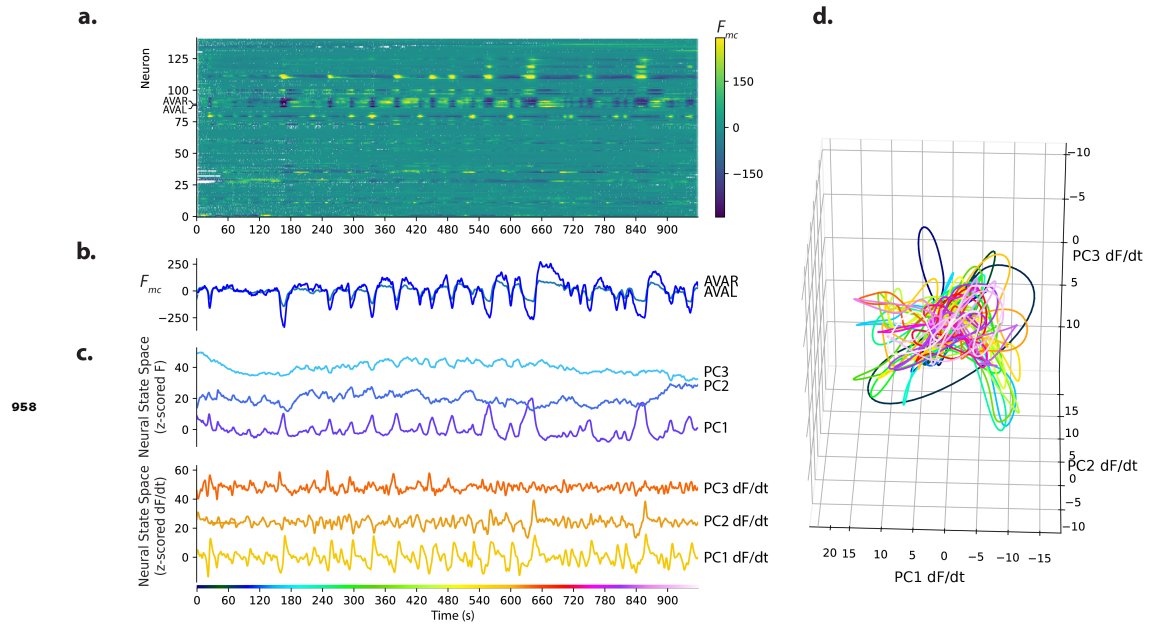 a.
F mc
Neuron
125
100
AVAR
AVAL
75
50
25
0
0 60 120 180 240 300 360 420 480 540 600 660 720 780 840 900
150
0
−150
b.
F mc
250
0
−250
AVAR
AVAL
c.
Neural State Space
(z-scored F)
40
20
0
PC3
PC2
PC1
958
Neural State Space
(z-scored dF/dt)
60
40
20
0
PC3 dF/dt
PC2 dF/dt
PC1 dF/dt
0 60 120 180 240 300 360 420 480 540 600 660 720 780 840 900
Time (s)
d.
−10
−5
0
PC3 dF/dt
5
10
15
10
5
PC2 dF/dt
0
−5
−10
20 15 10 5 0 −5 −10 −15
PC1 dF/dt